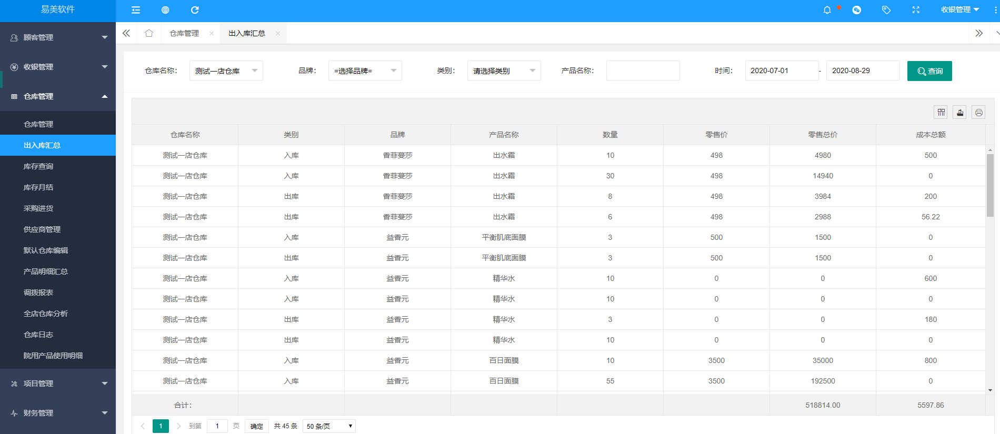 易美软件
收银管理
顾客管理
收银管理
仓库管理
仓库管理
出入库汇总
库存查询
库存月结
采购进货
供应商管理
默认仓库编辑
产品明细汇总
调拨报表
全店仓库分析
仓库日志
院用产品使用明细
项目管理
财务管理
仓库管理 × 出入库汇总 ×
仓库名称： 测试一店仓库 品牌： =选择品牌= 类别： 请选择类别 产品名称： 时间： 2020-07-01 - 2020-08-29 查询
仓库名称 类别 品牌 产品名称 数量 零售价 零售总价 成本总额
测试一店仓库 入库 香菲蔓莎 出水霜 10 498 4980 500
测试一店仓库 入库 香菲蔓莎 出水霜 30 498 14940 0
测试一店仓库 出库 香菲蔓莎 出水霜 8 498 3984 200
测试一店仓库 出库 香菲蔓莎 出水霜 6 498 2988 56.22
测试一店仓库 入库 益香元 平衡肌底面膜 3 500 1500 0
测试一店仓库 出库 益香元 平衡肌底面膜 3 500 1500 0
测试一店仓库 入库 益香元 精华水 10 0 0 600
测试一店仓库 入库 益香元 精华水 10 0 0 0
测试一店仓库 出库 益香元 精华水 3 0 0 180
测试一店仓库 出库 益香元 精华水 10 0 0 0
测试一店仓库 入库 益香元 百日面膜 10 3500 35000 800
测试一店仓库 入库 益香元 百日面膜 55 3500 192500 0
合计： 518814.00 5597.86
1 到第 1 页 确定 共 45 条 50 条/页